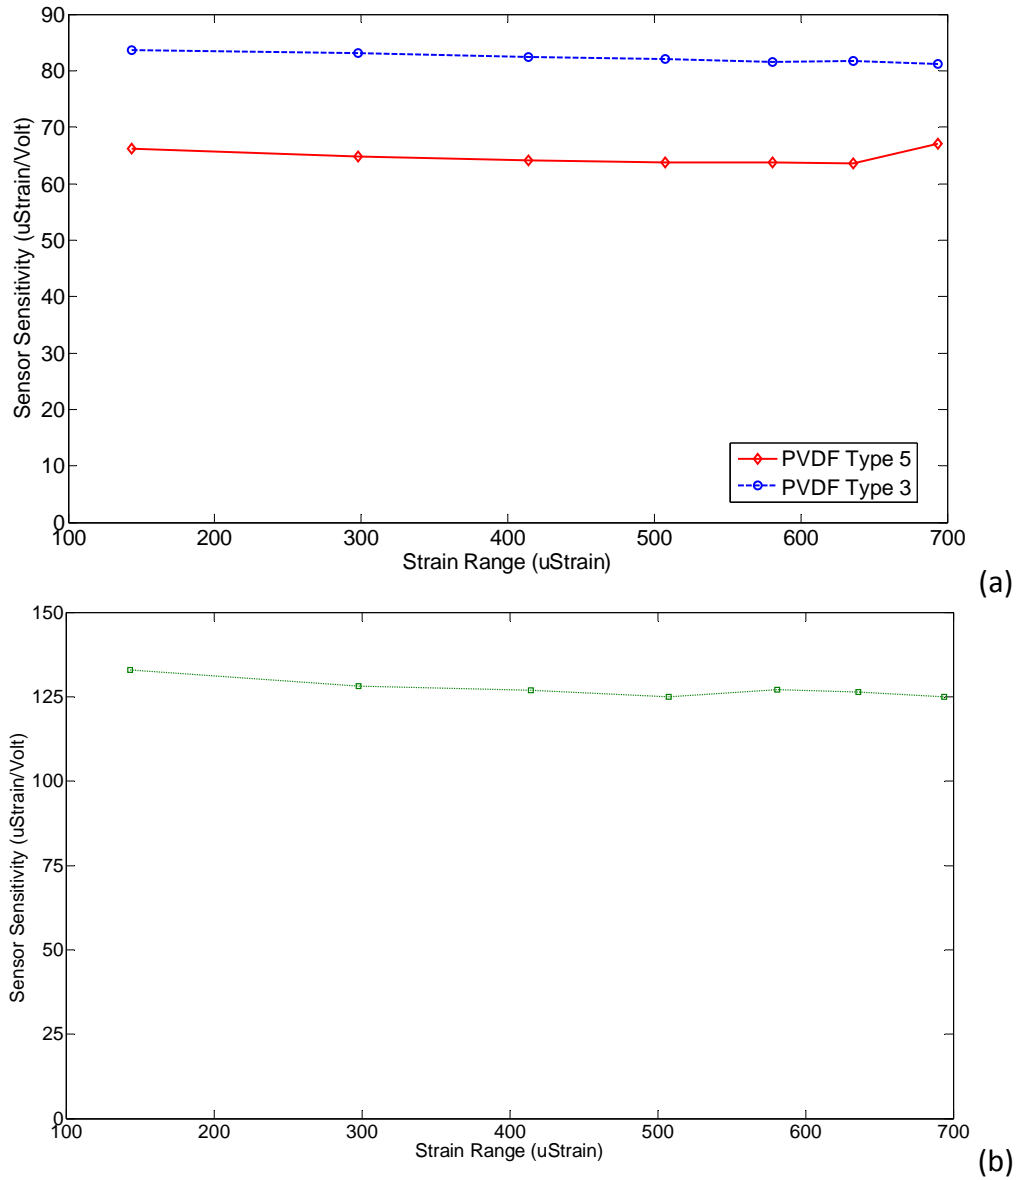 90
80
70
60
50
40
30
20
10
0
Sensor Sensitivity (uStrain/Volt)
PVDF Type 5
PVDF Type 3
100 200 300 400 500 600 700
Strain Range (uStrain)
(a)
150
125
100
75
50
25
0
Sensor Sensitivity (uStrain/Volt)
100 200 300 400 500 600 700
Strain Range (uStrain)
(b)